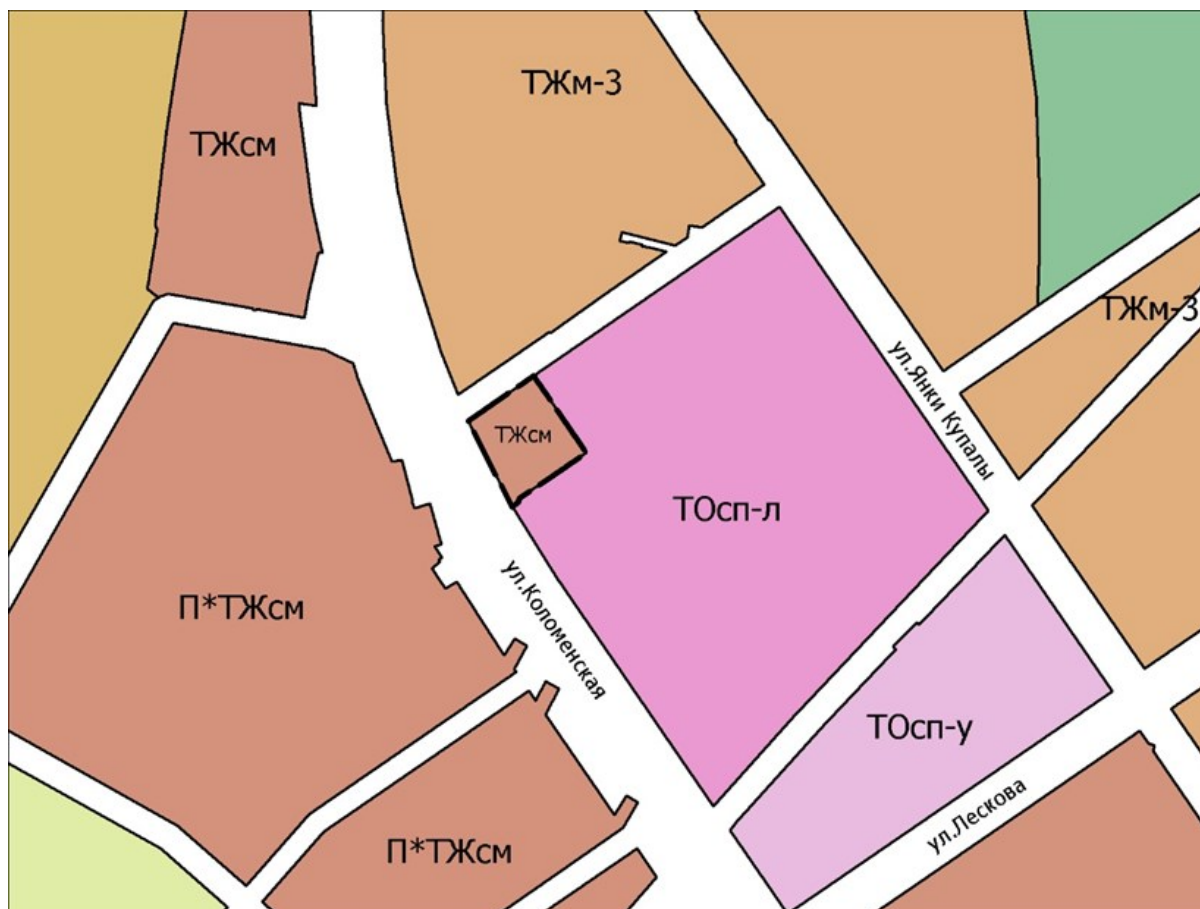 ТЖм-3
ТЖсм
ТЖм-3
ул.Янки Купалы
ТЖсм
ТОсп-л
П*ТЖсм
ул.Коломенская
ТОсп-у
ул.Лескова
П*ТЖсм